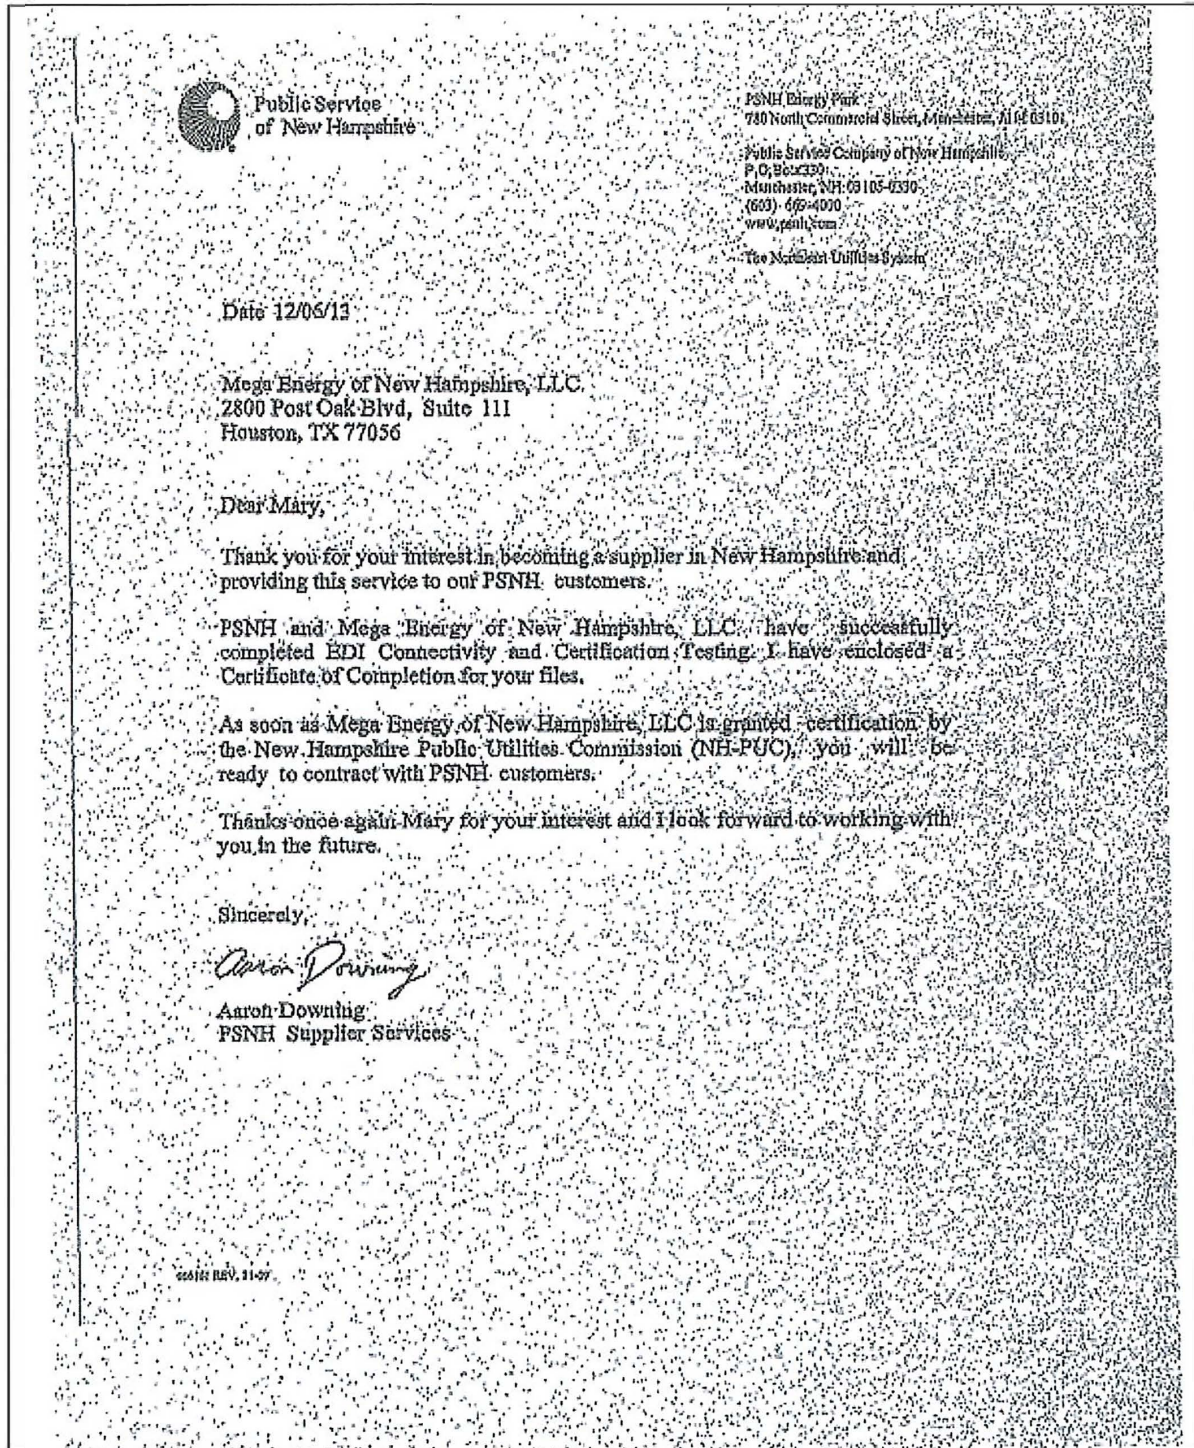 Public Service
of New Hampshire
PSNH Energy Park
780 North Commercial Street, Manchester, NH 03101
Public Service Company of New Hampshire
P.O. Box 330
Manchester, NH 03105-0330
(603) 669-4000
www.psnh.com
The Northeast Utilities System
Date 12/06/13
Mega Energy of New Hampshire, LLC.
2800 Post Oak Blvd, Suite 111
Houston, TX 77056
Dear Mary,
Thank you for your interest in becoming a supplier in New Hampshire and
providing this service to our PSNH customers.
PSNH and Mega Energy of New Hampshire, LLC. have successfully
completed EDI Connectivity and Certification Testing. I have enclosed a
Certificate of Completion for your files.
As soon as Mega Energy of New Hampshire, LLC is granted certification by
the New Hampshire Public Utilities Commission (NH-PUC), you will be
ready to contract with PSNH customers.
Thanks once again Mary for your interest and I look forward to working with
you in the future.
Sincerely,
Aaron Downing
Aaron Downing
PSNH Supplier Services
REV.